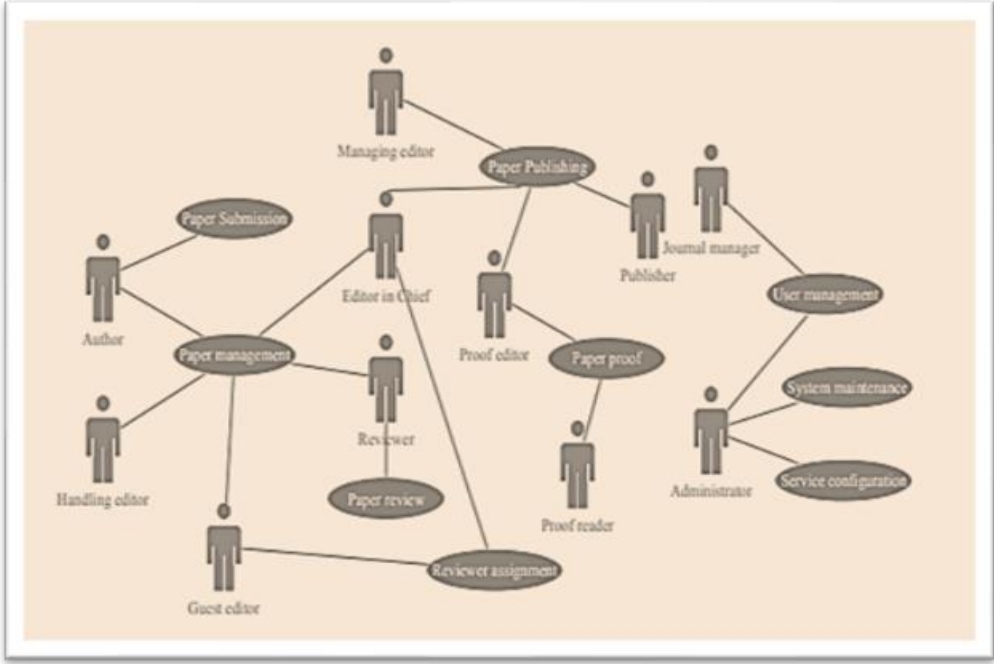 Managing editor
Paper Publishing
Journal manager
Publisher
Paper Submission
Editor in Chief
User management
Author
Proof editor
Paper management
Paper proof
System maintenance
Reviewer
Service configuration
Administrator
Handling editor
Paper review
Proof reader
Reviewer assignment
Guest editor